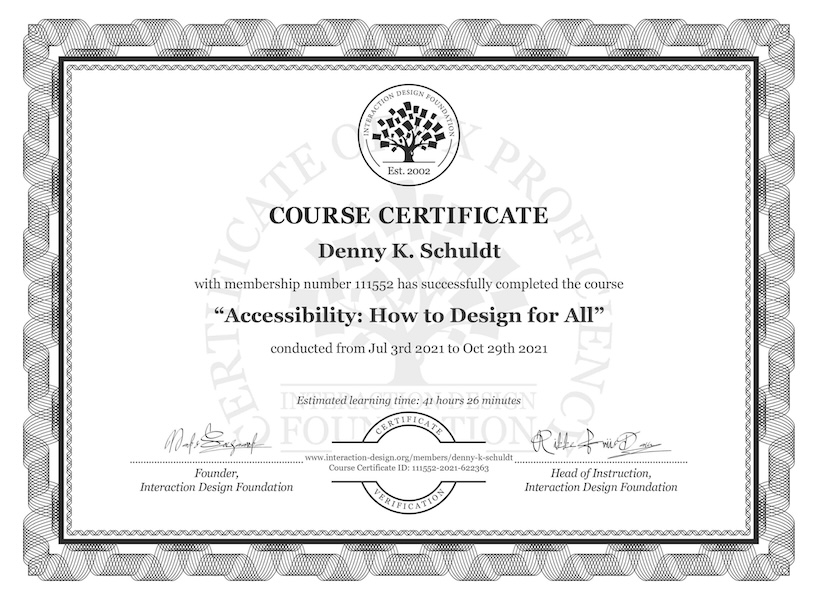 INTERACTION DESIGN FOUNDATION
Est. 2002
CERTIFICATE OF UX PROFICIENCY
COURSE CERTIFICATE
Denny K. Schuldt
with membership number 111552 has successfully completed the course
“Accessibility: How to Design for All”
conducted from Jul 3rd 2021 to Oct 29th 2021
Estimated learning time: 41 hours 26 minutes
INTERACTION DESIGN
FOUNDATION
CERTIFICATE
www.interaction-design.org/members/denny-k-schuldt
Course Certificate ID: 111552-2021-622363
VERIFICATION
Founder,
Interaction Design Foundation
Head of Instruction,
Interaction Design Foundation